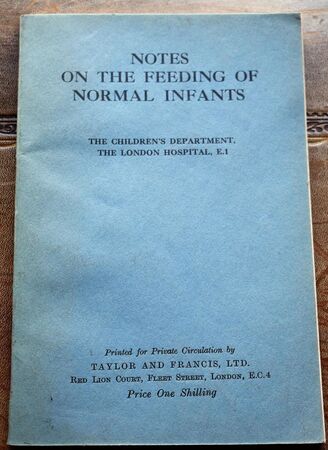 NOTES
ON THE FEEDING OF
NORMAL INFANTS
THE CHILDREN'S DEPARTMENT,
THE LONDON HOSPITAL, E.1
Printed for Private Circulation by
TAYLOR AND FRANCIS, LTD.
RED LION COURT, FLEET STREET, LONDON, E.C.4
Price One Shilling